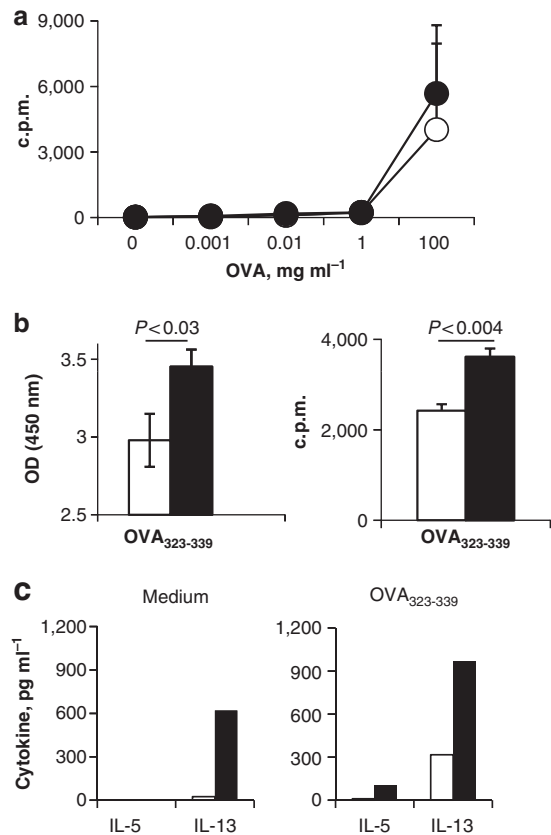 a
9,000
6,000
3,000
0
c.p.m.
0 0.001 0.01 1 100
OVA, mg ml⁻¹
b
P<0.03
3.5
3
2.5
OD (450 nm)
OVA₃₂₃₋₃₃₉
P<0.004
4,000
2,000
0
c.p.m.
OVA₃₂₃₋₃₃₉
c
Medium
1,200
900
600
300
0
Cytokine, pg ml⁻¹
IL-5 IL-13
OVA₃₂₃₋₃₃₉
1,200
900
600
300
0
IL-5 IL-13